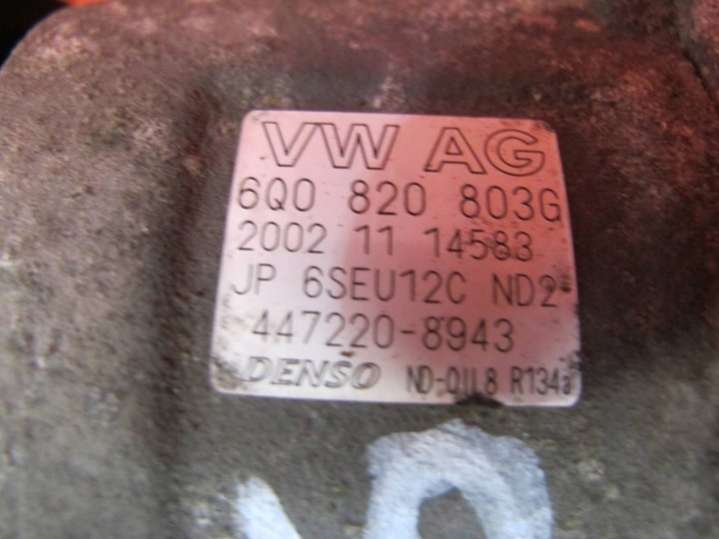 VW AG
6Q0 820 803G
2002 11 14583
JP 6SEU12C ND2
447220-8943
DENSO ND-OIL8 R134a